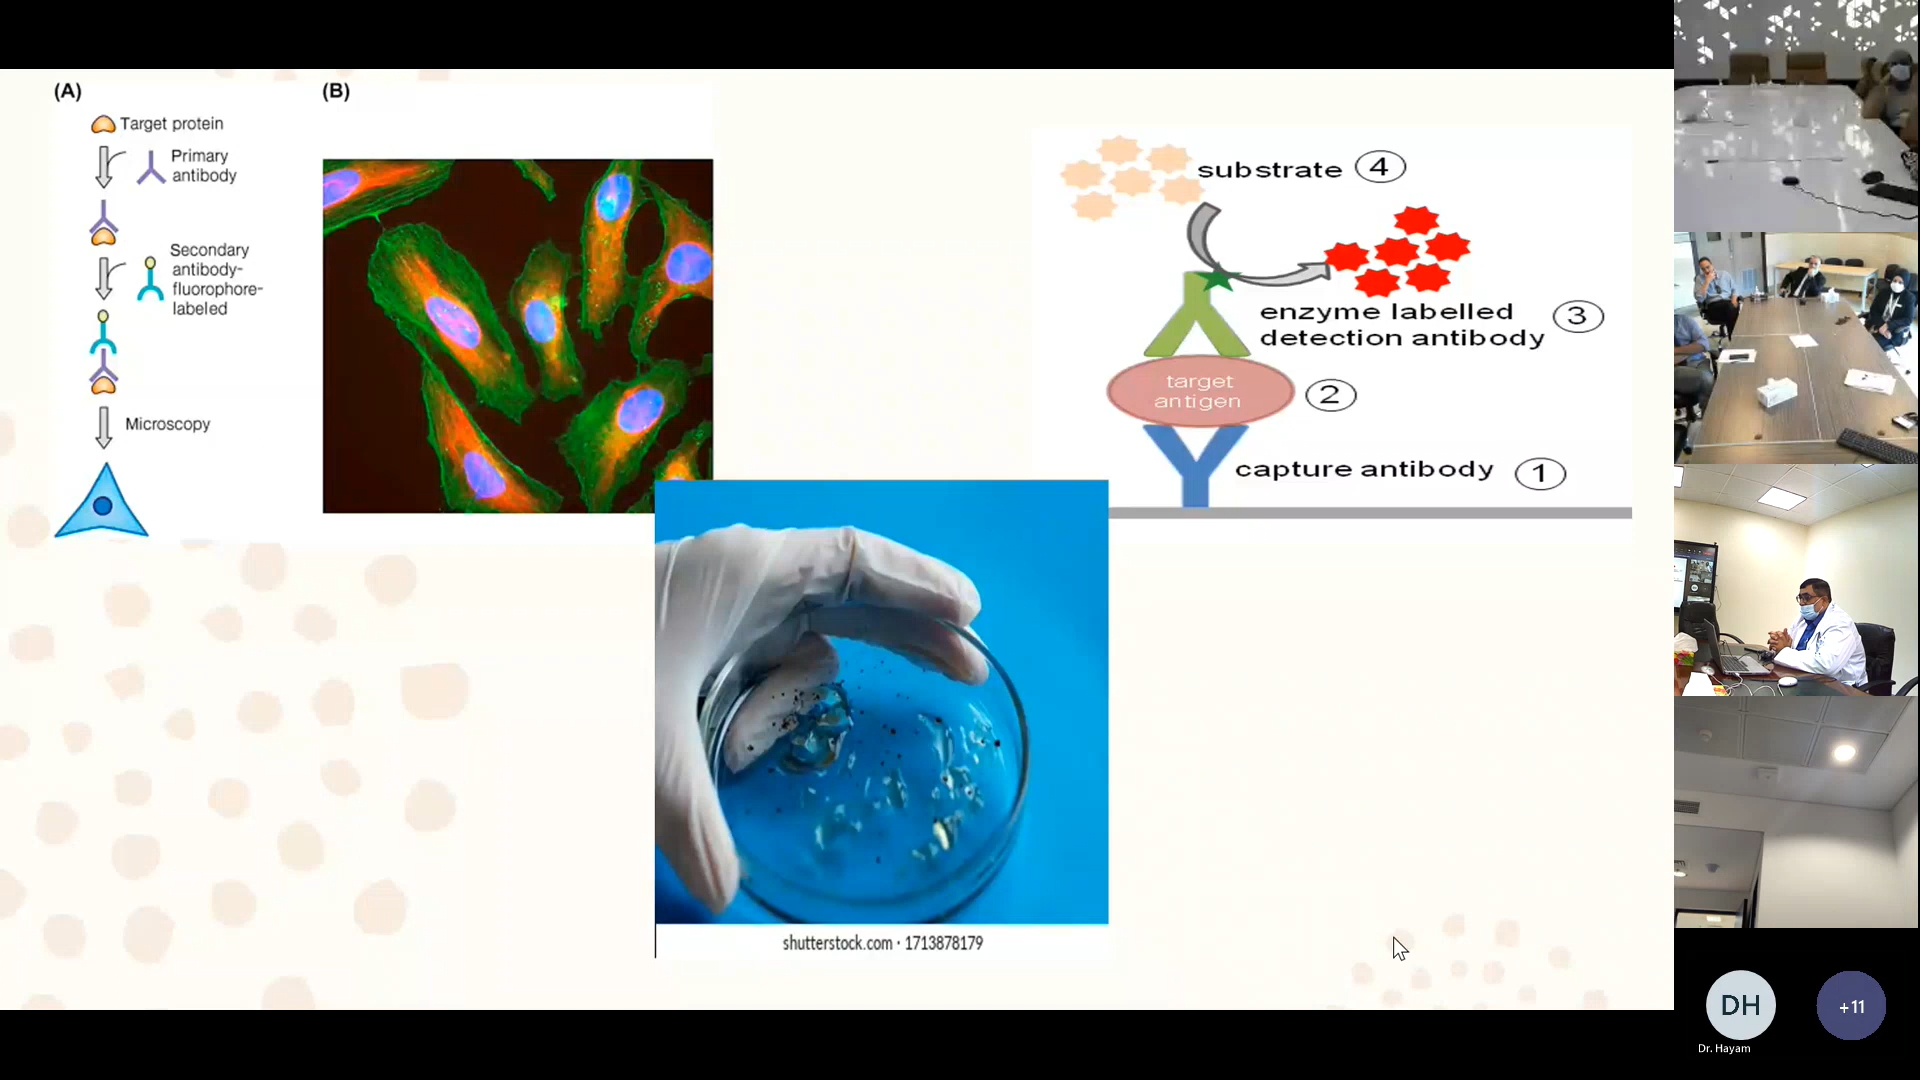 (A)
Target protein
Primary
antibody
Secondary
antibody-
fluorophore-
labeled
Microscopy
(B)
substrate 4
enzyme labelled 3
detection antibody
target
antigen 2
capture antibody 1
shutterstock.com · 1713878179
DH
Dr. Hayam
+11